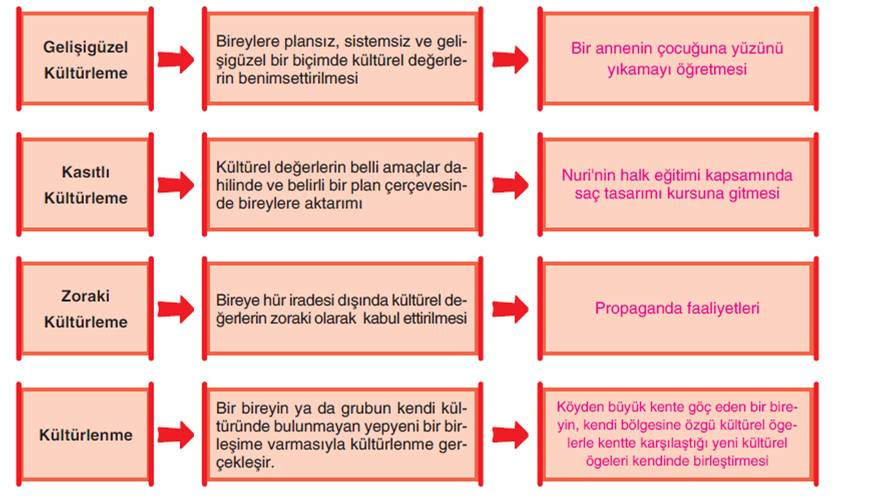 Gelişigüzel
Kültürleme
Bireylere plansız, sistemsiz ve geli-
şigüzel bir biçimde kültürel değerle-
rin benimsettirilmesi
Bir annenin çocuğuna yüzünü
yıkamayı öğretmesi
Kasıtlı
Kültürleme
Kültürel değerlerin belli amaçlar da-
hilinde ve belirli bir plan çerçevesin-
de bireylere aktarımı
Nuri'nin halk eğitimi kapsamında
saç tasarımı kursuna gitmesi
Zoraki
Kültürleme
Bireye hür iradesi dışında kültürel de-
ğerlerin zoraki olarak kabul ettirilmesi
Propaganda faaliyetleri
Kültürlenme
Bir bireyin ya da grubun kendi kül-
türünde bulunmayan yepyeni bir bir-
leşime varmasıyla kültürlenme ger-
çekleşir.
Köyden büyük kente göç eden bir bire-
yin, kendi bölgesine özgü kültürel öge-
lerle kentte karşılaştığı yeni kültürel
ögeleri kendinde birleştirmesi